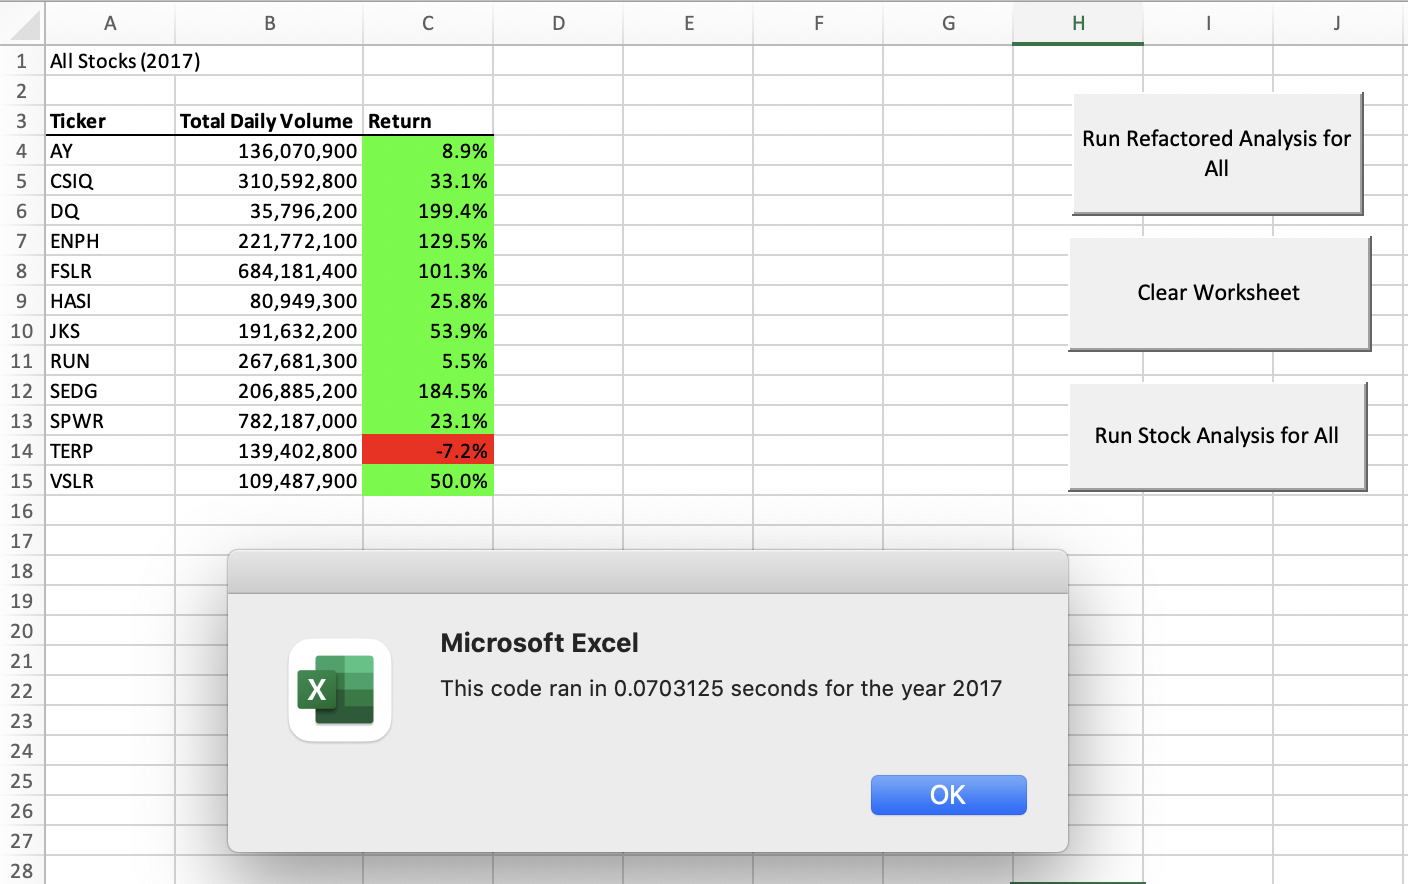 A B C D E F G H I J
1 All Stocks (2017)
2
3 Ticker Total Daily Volume Return
4 AY 136,070,900 8.9%
5 CSIQ 310,592,800 33.1%
6 DQ 35,796,200 199.4%
7 ENPH 221,772,100 129.5%
8 FSLR 684,181,400 101.3%
9 HASI 80,949,300 25.8%
10 JKS 191,632,200 53.9%
11 RUN 267,681,300 5.5%
12 SEDG 206,885,200 184.5%
13 SPWR 782,187,000 23.1%
14 TERP 139,402,800 -7.2%
15 VSLR 109,487,900 50.0%
16
17
18
19
20
21
22
23
24
25
26
27
28
Run Refactored Analysis for
All
Clear Worksheet
Run Stock Analysis for All
Microsoft Excel
X
This code ran in 0.0703125 seconds for the year 2017
OK